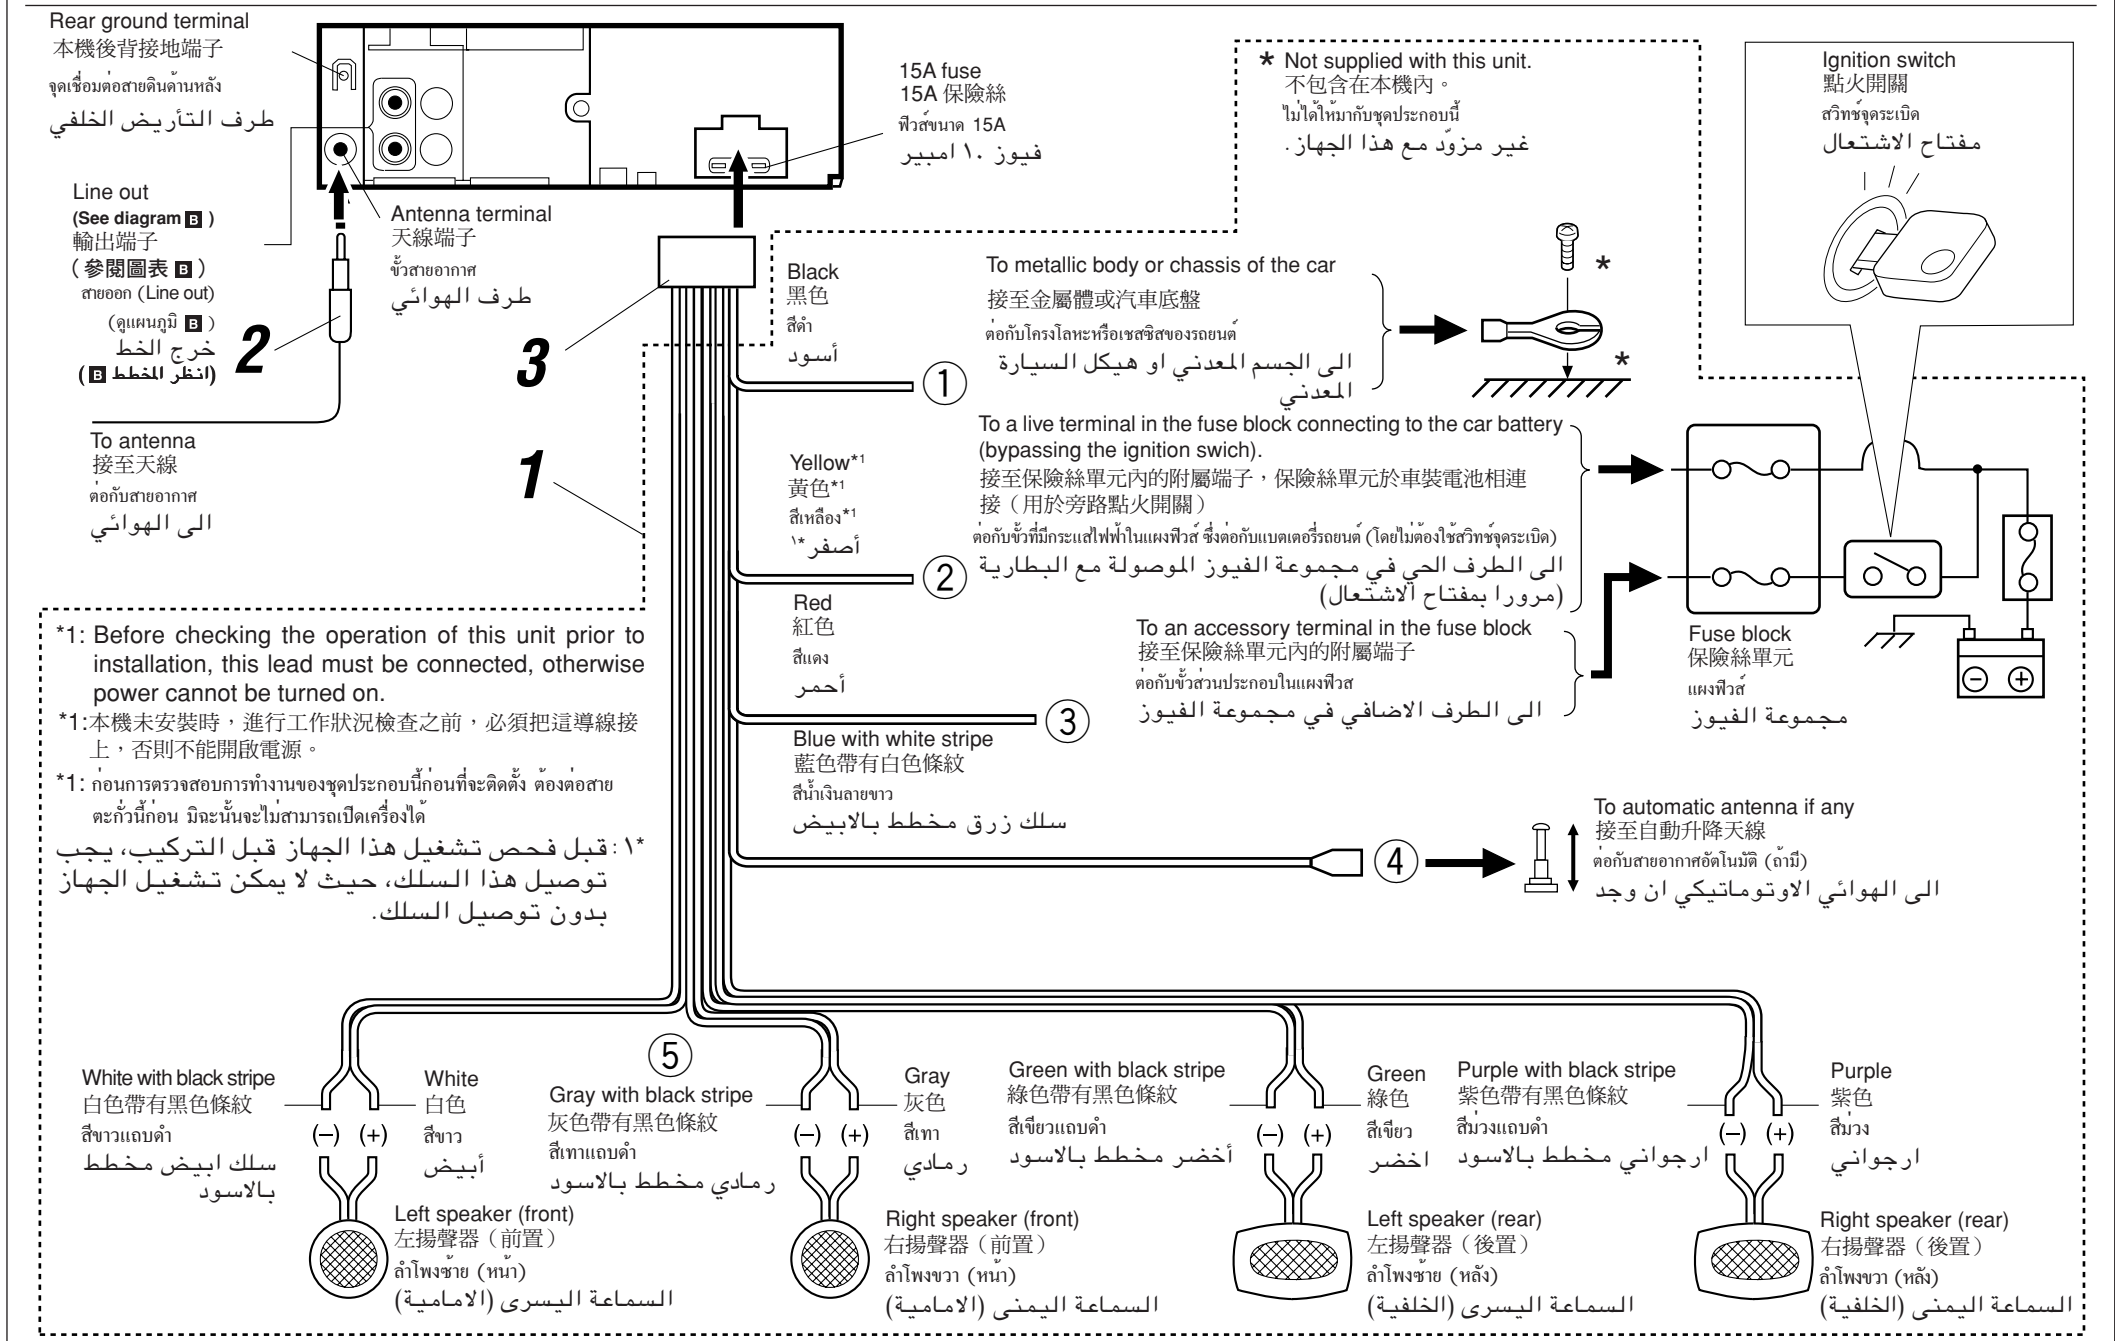 Rear ground terminal
本機後背接地端子
จุดเชื่อมต่อสายดินด้านหลัง
طرف التأريض الخلفي
15A fuse
15A 保險絲
ฟิวส์ขนาด 15A
فيوز ١٠ امبير
* Not supplied with this unit.
不包含在本機內。
ไม่ได้ให้มากับชุดประกอบนี้
غير مزوّد مع هذا الجهاز.
Ignition switch
點火開關
สวิทช์จุดระเบิด
مفتاح الاشتعال
Line out
(See diagram B )
輸出端子
（參閱圖表 B ）
สายออก (Line out)
(ดูแผนภูมิ B )
خرج الخط
(انظر المخطط B )
Antenna terminal
天線端子
ขั้วสายอากาศ
طرف الهوائي
2
3
1
To antenna
接至天線
ต่อกับสายอากาศ
الى الهوائي
Black
黑色
สีดำ
أسود
①
To metallic body or chassis of the car
接至金屬體或汽車底盤
ต่อกับโครงโลหะหรือเชสซิสของรถยนต์
الى الجسم المعدني او هيكل السيارة
المعدني
*
*
Yellow*1
黃色*1
สีเหลือง*1
أصفر*١
②
To a live terminal in the fuse block connecting to the car battery
(bypassing the ignition swich).
接至保險絲單元內的附屬端子，保險絲單元於車裝電池相連
接（用於旁路點火開關）
ต่อกับขั้วที่มีกระแสไฟฟ้าในแผงฟิวส์ ซึ่งต่อกับแบตเตอรี่รถยนต์ (โดยไม่ต้องใช้สวิทช์จุดระเบิด)
الى الطرف الحي في مجموعة الفيوز الموصولة مع البطارية
(مرورا بمفتاح الاشتعال)
Red
紅色
สีแดง
أحمر
③
To an accessory terminal in the fuse block
接至保險絲單元內的附屬端子
ต่อกับขั้วส่วนประกอบในแผงฟิวส
الى الطرف الاضافي في مجموعة الفيوز
Fuse block
保險絲單元
แผงฟิวส์
مجموعة الفيوز
*1: Before checking the operation of this unit prior to
installation, this lead must be connected, otherwise
power cannot be turned on.
*1:本機未安裝時，進行工作狀況檢查之前，必須把這導線接
上，否則不能開啟電源。
*1: ก่อนการตรวจสอบการทำงานของชุดประกอบนี้ก่อนที่จะติดตั้ง ต้องต่อสาย
ตะกั่วนี้ก่อน มิฉะนั้นจะไม่สามารถเปิดเครื่องได้
*١: قبل فحص تشغيل هذا الجهاز قبل التركيب، يجب
توصيل هذا السلك، حيث لا يمكن تشغيل الجهاز
بدون توصيل السلك.
Blue with white stripe
藍色帶有白色條紋
สีน้ำเงินลายขาว
سلك زرق مخطط بالابيض
④
To automatic antenna if any
接至自動升降天線
ต่อกับสายอากาศอัตโนมัติ (ถ้ามี)
الى الهوائي الاوتوماتيكي ان وجد
⑤
White with black stripe
白色帶有黑色條紋
สีขาวแถบดำ
سلك ابيض مخطط
بالاسود
(−) (+)
White
白色
สีขาว
أبيض
Left speaker (front)
左揚聲器（前置）
ลำโพงซ้าย (หน้า)
السماعة اليسرى (الامامية)
Gray with black stripe
灰色帶有黑色條紋
สีเทาแถบดำ
رمادي مخطط بالاسود
(−) (+)
Gray
灰色
สีเทา
رمادي
Right speaker (front)
右揚聲器（前置）
ลำโพงขวา (หน้า)
السماعة اليمنى (الامامية)
Green with black stripe
綠色帶有黑色條紋
สีเขียวแถบดำ
أخضر مخطط بالاسود
(−) (+)
Green
綠色
สีเขียว
اخضر
Left speaker (rear)
左揚聲器（後置）
ลำโพงซ้าย (หลัง)
السماعة اليسرى (الخلفية)
Purple with black stripe
紫色帶有黑色條紋
สีม่วงแถบดำ
ارجواني مخطط بالاسود
(−) (+)
Purple
紫色
สีม่วง
ارجواني
Right speaker (rear)
右揚聲器（後置）
ลำโพงขวา (หลัง)
السماعة اليمنى (الخلفية)